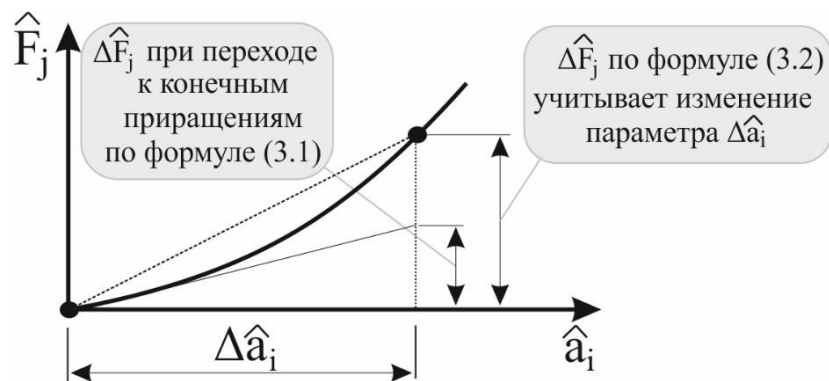 F̂ⱼ
ΔF̂ⱼ при переходе
к конечным
приращениям
по формуле (3.1)
ΔF̂ⱼ по формуле (3.2)
учитывает изменение
параметра Δâᵢ
Δâᵢ
âᵢ